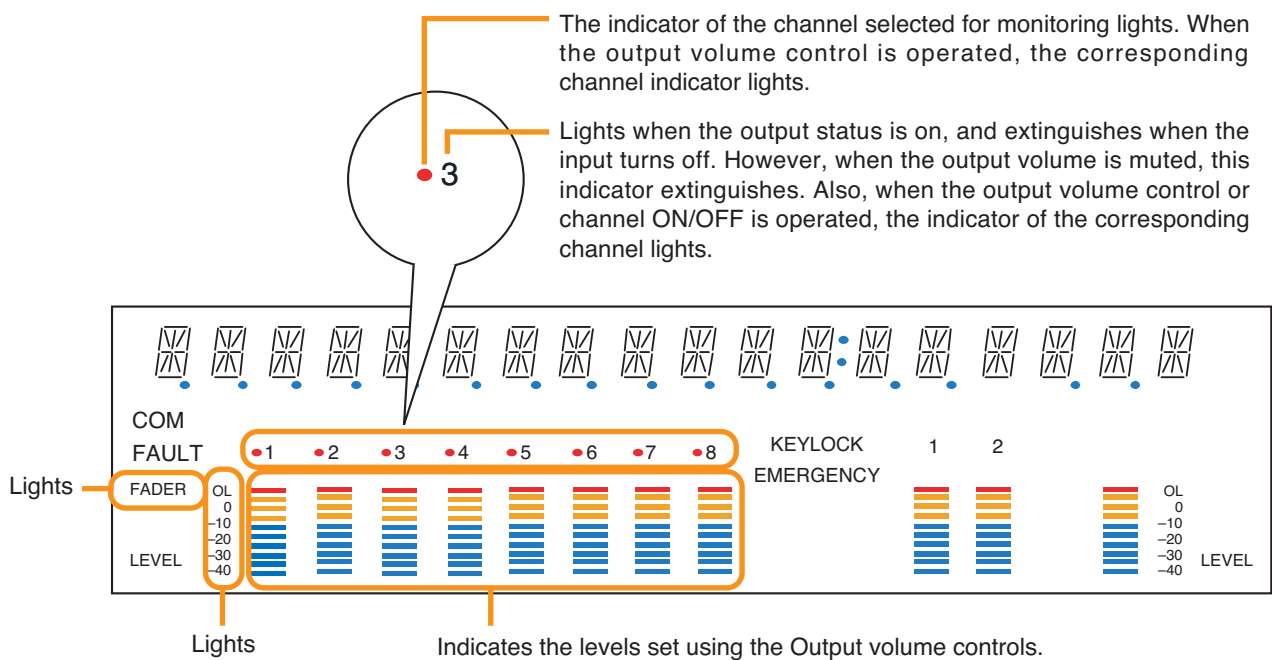 The indicator of the channel selected for monitoring lights. When
the output volume control is operated, the corresponding
channel indicator lights.
Lights when the output status is on, and extinguishes when the
input turns off. However, when the output volume is muted, this
indicator extinguishes. Also, when the output volume control or
channel ON/OFF is operated, the indicator of the corresponding
channel lights.
3
COM
FAULT
1 2 3 4 5 6 7 8
KEYLOCK
EMERGENCY
1 2
Lights
FADER
LEVEL
OL
0
–10
–20
–30
–40
OL
0
–10
–20
–30
–40
LEVEL
Lights
Indicates the levels set using the Output volume controls.